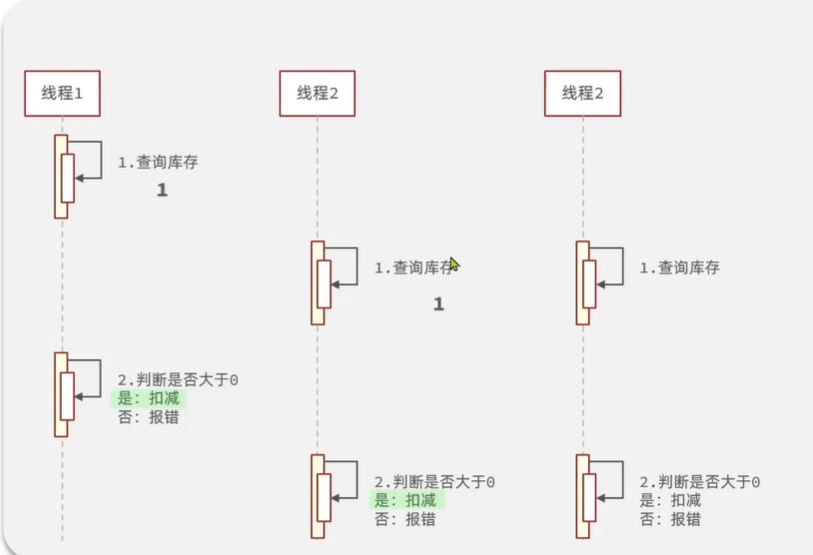 线程1
线程2
线程2
1.查询库存
1
1.查询库存
1
1.查询库存
2.判断是否大于0
是: 扣减
否: 报错
2.判断是否大于0
是: 扣减
否: 报错
2.判断是否大于0
是: 扣减
否: 报错